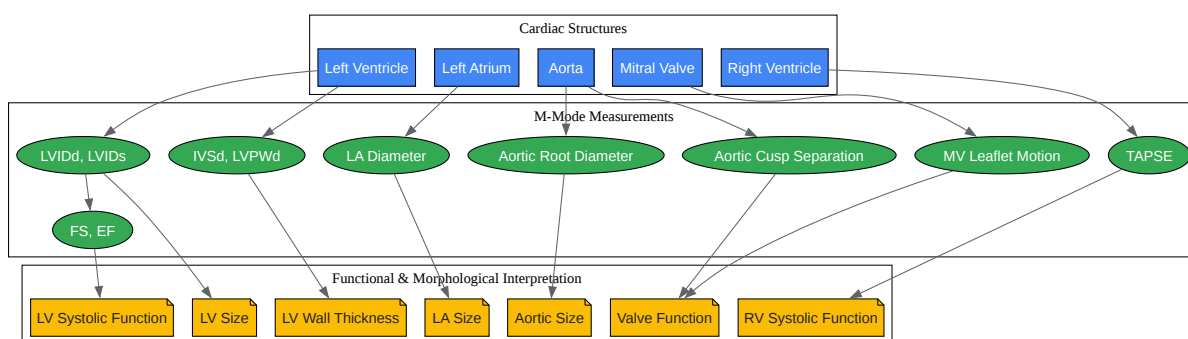 Cardiac Structures
Left Ventricle
Left Atrium
Aorta
Mitral Valve
Right Ventricle
M-Mode Measurements
LVIDd, LVIDs
IVSd, LVPWd
LA Diameter
Aortic Root Diameter
Aortic Cusp Separation
MV Leaflet Motion
TAPSE
FS, EF
Functional & Morphological Interpretation
LV Systolic Function
LV Size
LV Wall Thickness
LA Size
Aortic Size
Valve Function
RV Systolic Function